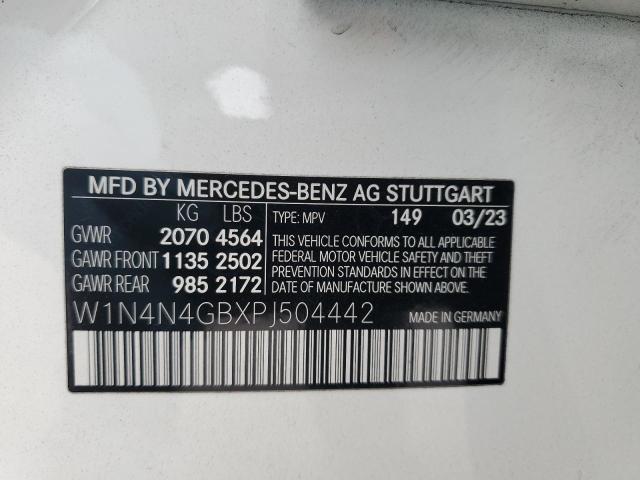 MFD BY MERCEDES-BENZ AG STUTTGART
KG LBS
GVWR 2070 4564
GAWR FRONT 1135 2502
GAWR REAR 985 2172
TYPE: MPV 149 03/23
THIS VEHICLE CONFORMS TO ALL APPLICABLE
FEDERAL MOTOR VEHICLE SAFETY AND THEFT
PREVENTION STANDARDS IN EFFECT ON THE
DATE OF MANUFACTURE SHOWN ABOVE.
W1N4N4GBXPJ504442
MADE IN GERMANY